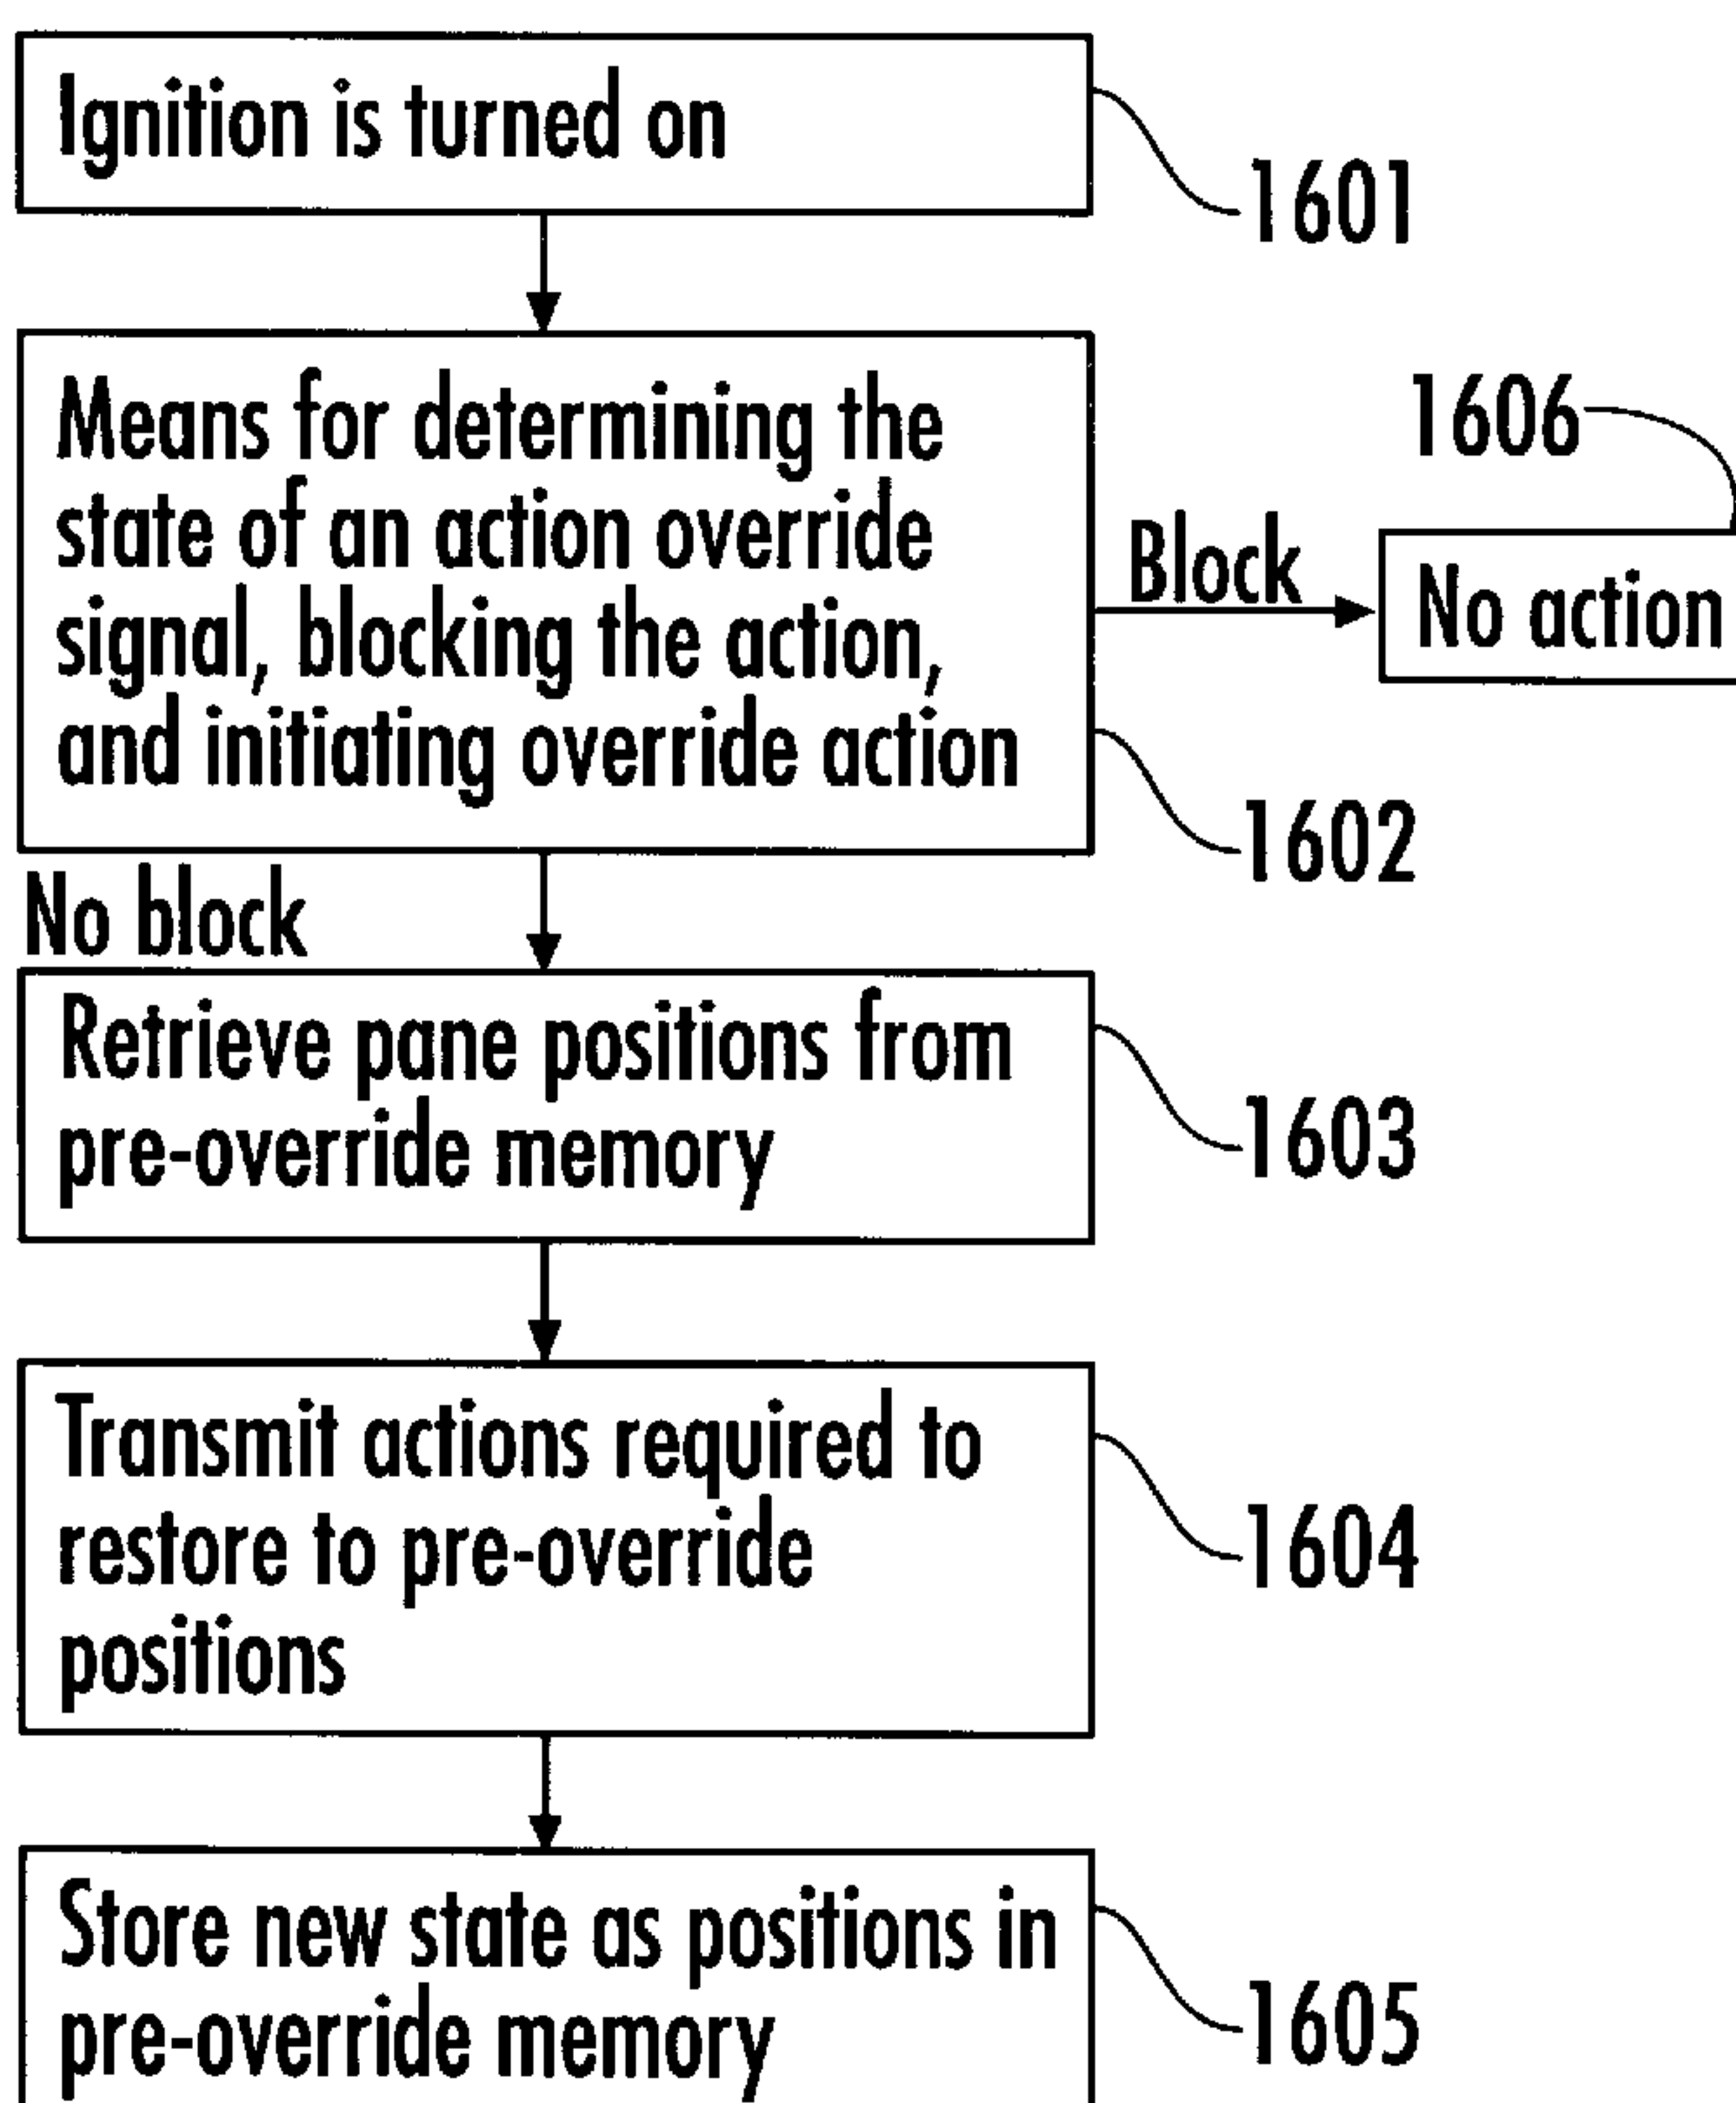 Ignition is turned on
1601
Means for determining the
state of an action override
signal, blocking the action,
and initiating override action
1602
Block
1606
No action
No block
Retrieve pane positions from
pre-override memory
1603
Transmit actions required to
restore to pre-override
positions
1604
Store new state as positions in
pre-override memory
1605